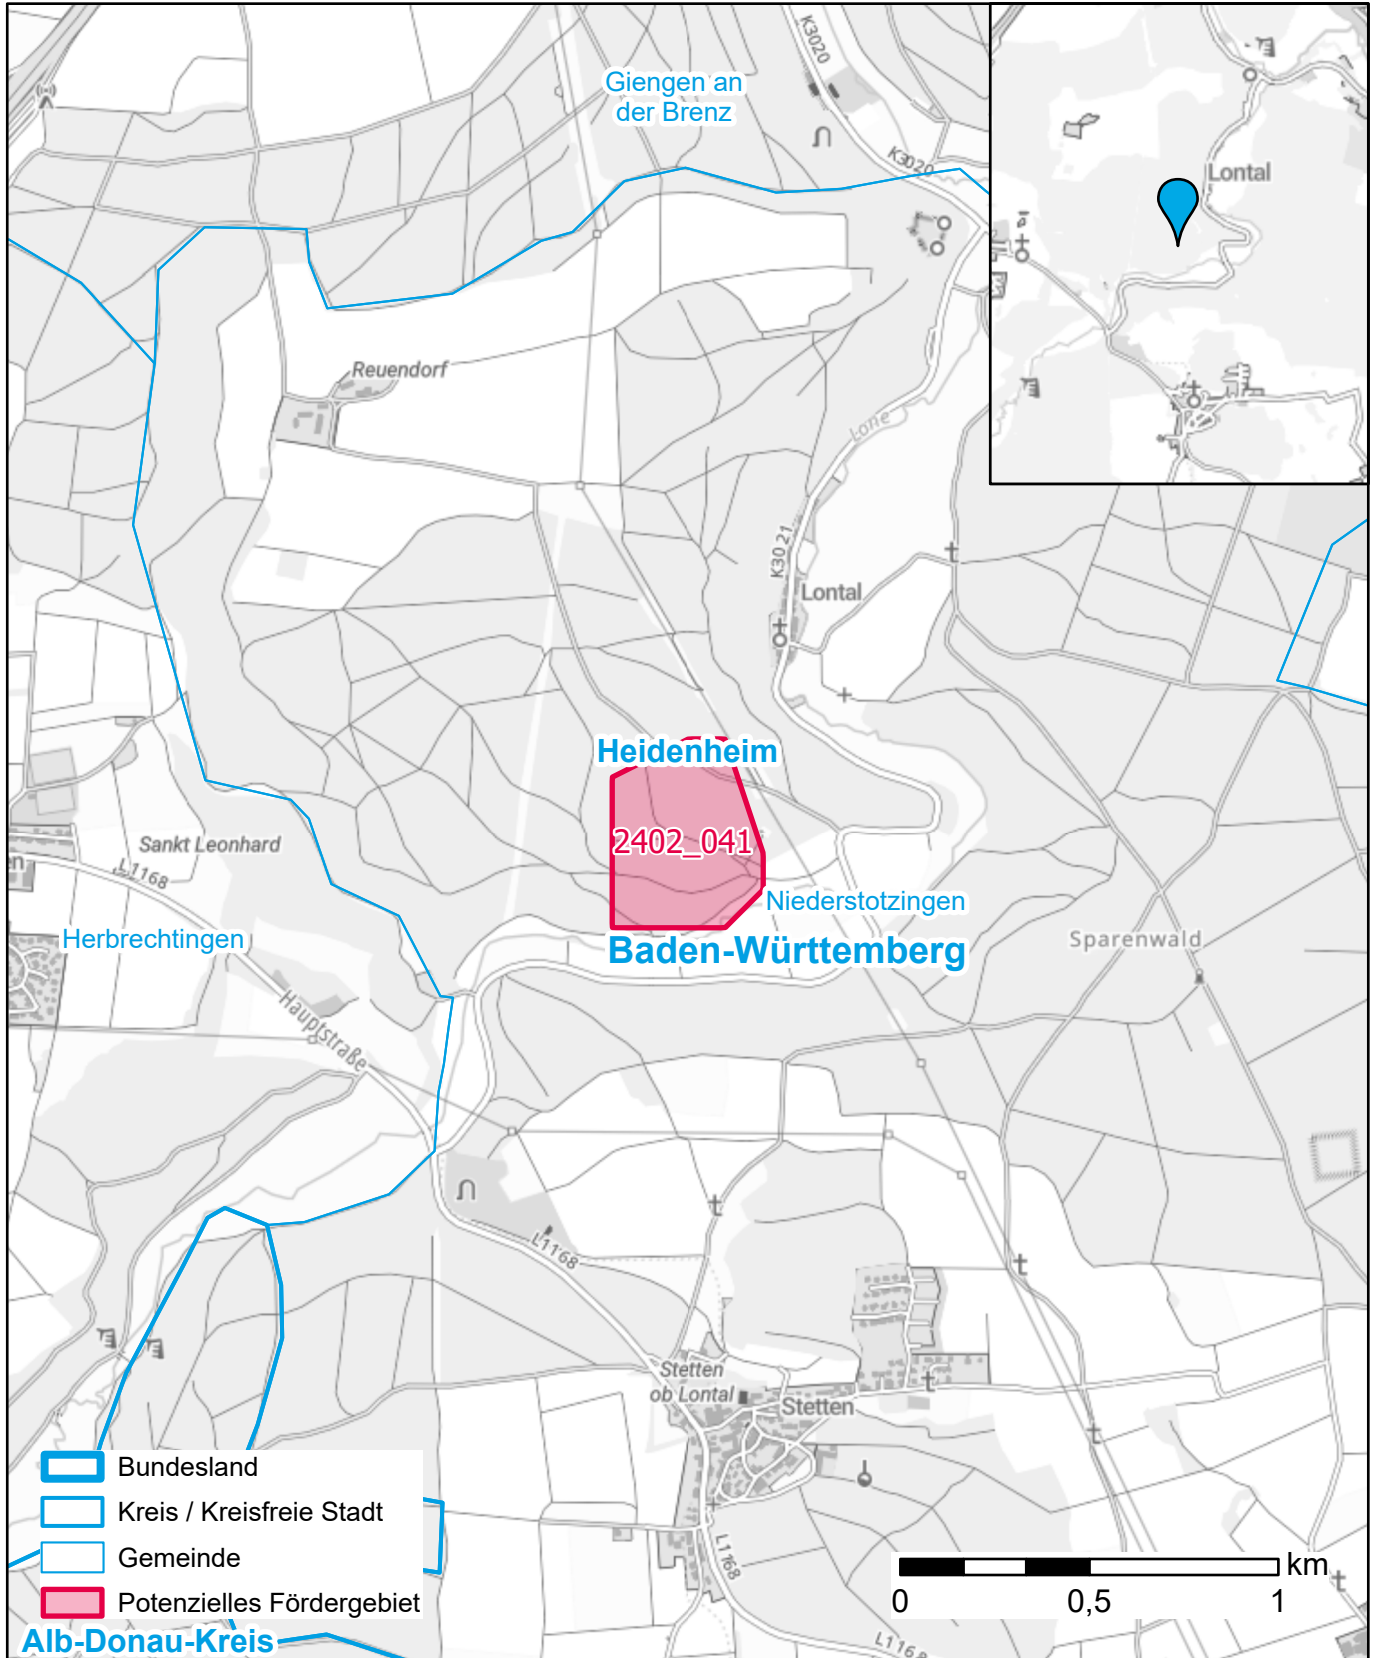 K3020
Giengen an
der Brenz
K3020
Lontal
Reuendorf
Lone
K3021
Lontal
Heidenheim
2402_041
Sankt Leonhard
L1168
Niederstotzingen
Herbrechtingen
Baden-Württemberg
Sparenwald
Hauptstraße
L1168
Stetten
ob Lontal
Stetten
Bundesland
Kreis / Kreisfreie Stadt
Gemeinde
Potenzielles Fördergebiet
Alb-Donau-Kreis
L1168
L1168
km
0 0,5 1